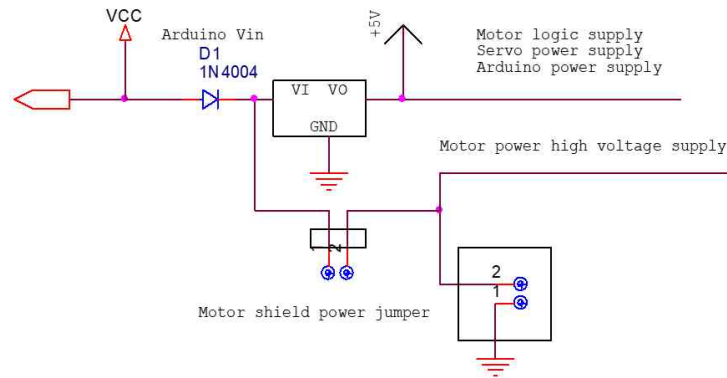 VCC
Arduino Vin
D1
1N4004
+5V
Motor logic supply
Servo power supply
Arduino power supply
VI VO
GND
Motor power high voltage supply
1
2
2
1
Motor shield power jumper